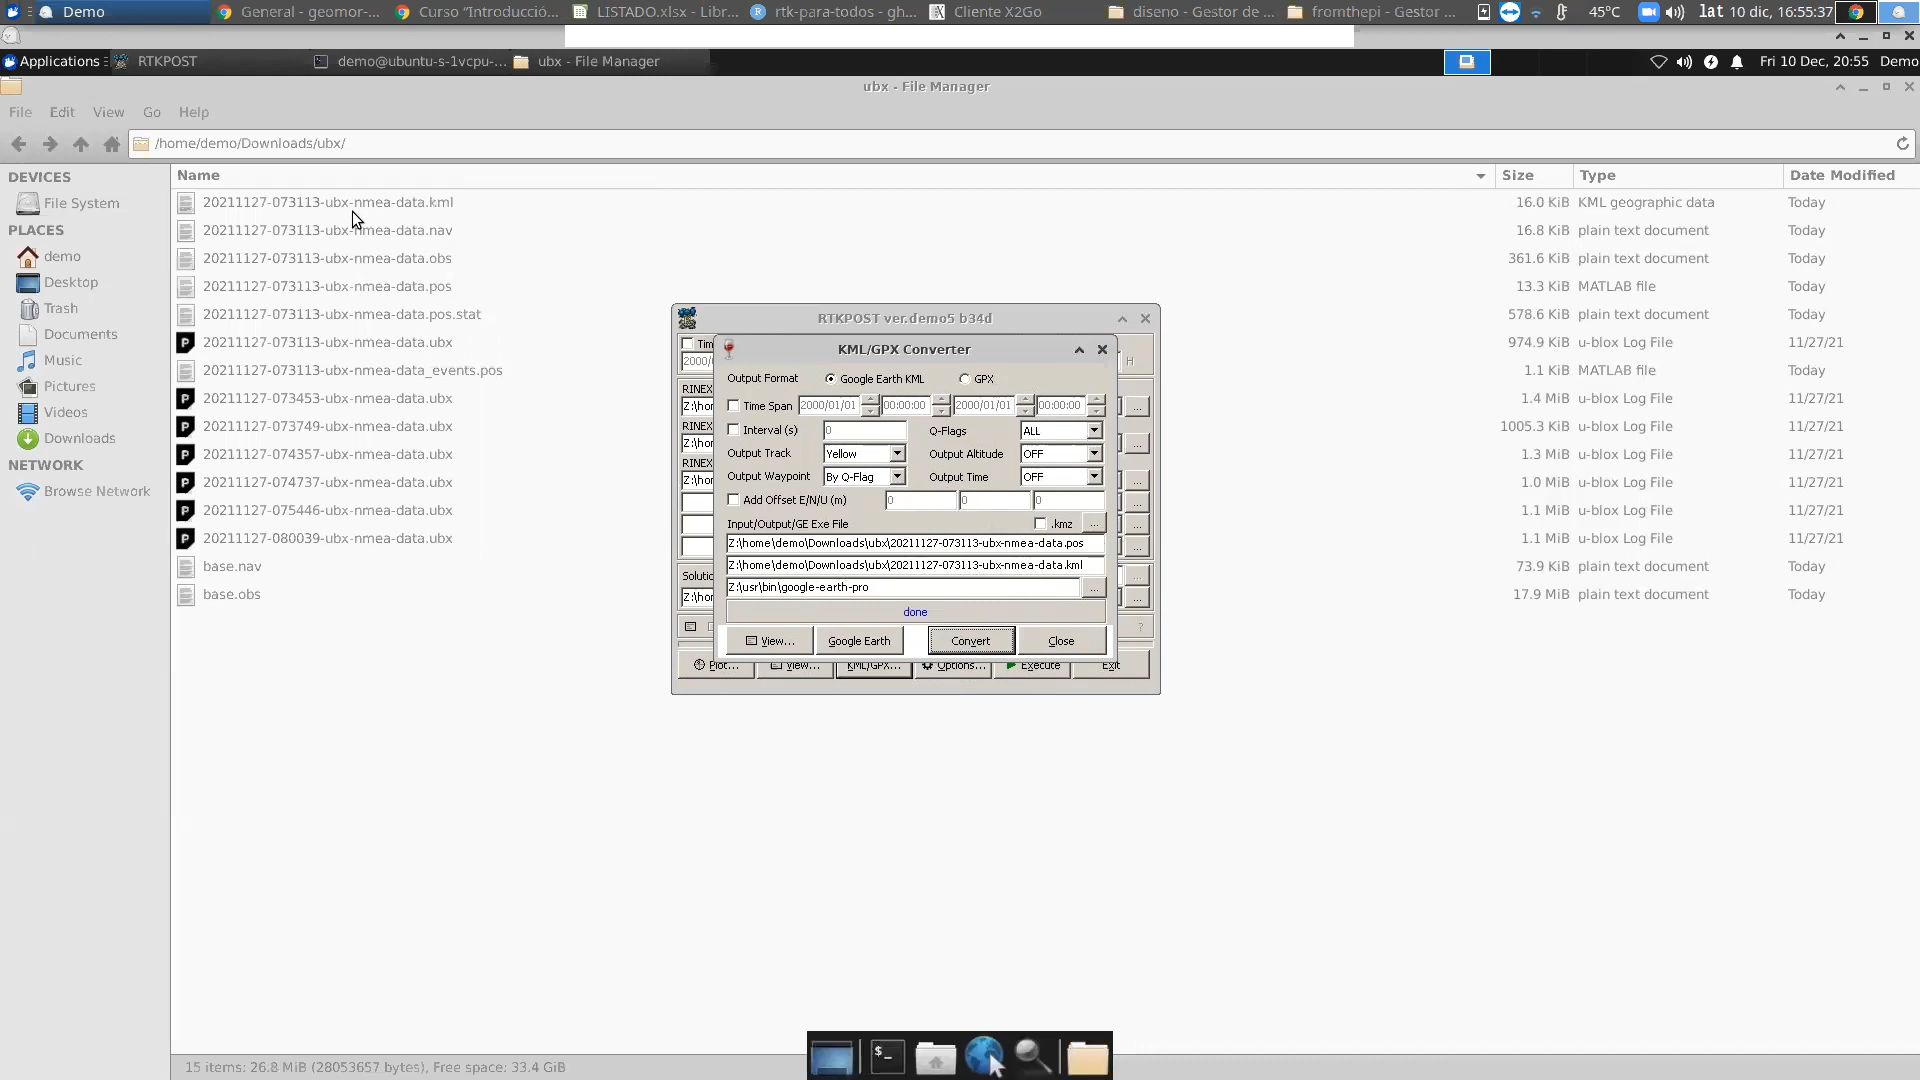 Demo
General - geomor-...
Curso “Introducció...
LISTADO.xlsx - Libr...
rtk-para-todos - gh...
Cliente X2Go
diseno - Gestor de ...
fromthepi - Gestor ...
45°C
lat 10 dic, 16:55:37
Applications
RTKPOST
demo@ubuntu-s-1vcpu-...
ubx - File Manager
Fri 10 Dec, 20:55
Demo
ubx - File Manager
File Edit View Go Help
/home/demo/Downloads/ubx/
DEVICES
File System
PLACES
demo
Desktop
Trash
Documents
Music
Pictures
Videos
Downloads
NETWORK
Browse Network
Name Size Type Date Modified
20211127-073113-ubx-nmea-data.kml 16.0 KiB KML geographic data Today
20211127-073113-ubx-nmea-data.nav 16.8 KiB plain text document Today
20211127-073113-ubx-nmea-data.obs 361.6 KiB plain text document Today
20211127-073113-ubx-nmea-data.pos 13.3 KiB MATLAB file Today
20211127-073113-ubx-nmea-data.pos.stat 578.6 KiB plain text document Today
20211127-073113-ubx-nmea-data.ubx 974.9 KiB u-blox Log File 11/27/21
20211127-073113-ubx-nmea-data_events.pos 1.1 KiB MATLAB file Today
20211127-073453-ubx-nmea-data.ubx 1.4 MiB u-blox Log File 11/27/21
20211127-073749-ubx-nmea-data.ubx 1005.3 KiB u-blox Log File 11/27/21
20211127-074357-ubx-nmea-data.ubx 1.3 MiB u-blox Log File 11/27/21
20211127-074737-ubx-nmea-data.ubx 1.0 MiB u-blox Log File 11/27/21
20211127-075446-ubx-nmea-data.ubx 1.1 MiB u-blox Log File 11/27/21
20211127-080039-ubx-nmea-data.ubx 1.1 MiB u-blox Log File 11/27/21
base.nav 73.9 KiB plain text document Today
base.obs 17.9 MiB plain text document Today
RTKPOST ver.demo5 b34d
Tim
2000/
H
RINEX
Z:\hor
...
RINEX
...
RINEX
Z:\hor
...
...
...
...
Solutic
...
Z:\hor
...
?
Plot... View... KML/GPX... Options... Execute Exit
KML/GPX Converter
Output Format Google Earth KML GPX
Time Span 2000/01/01 00:00:00 2000/01/01 00:00:00
Interval (s) 0 Q-Flags ALL
Output Track Yellow Output Altitude OFF
Output Waypoint By Q-Flag Output Time OFF
Add Offset E/N/U (m) 0 0 0
Input/Output/GE Exe File .kmz ...
Z:\home\demo\Downloads\ubx\20211127-073113-ubx-nmea-data.pos
Z:\home\demo\Downloads\ubx\20211127-073113-ubx-nmea-data.kml
Z:\usr\bin\google-earth-pro ...
done
View... Google Earth Convert Close
15 items: 26.8 MiB (28053657 bytes), Free space: 33.4 GiB